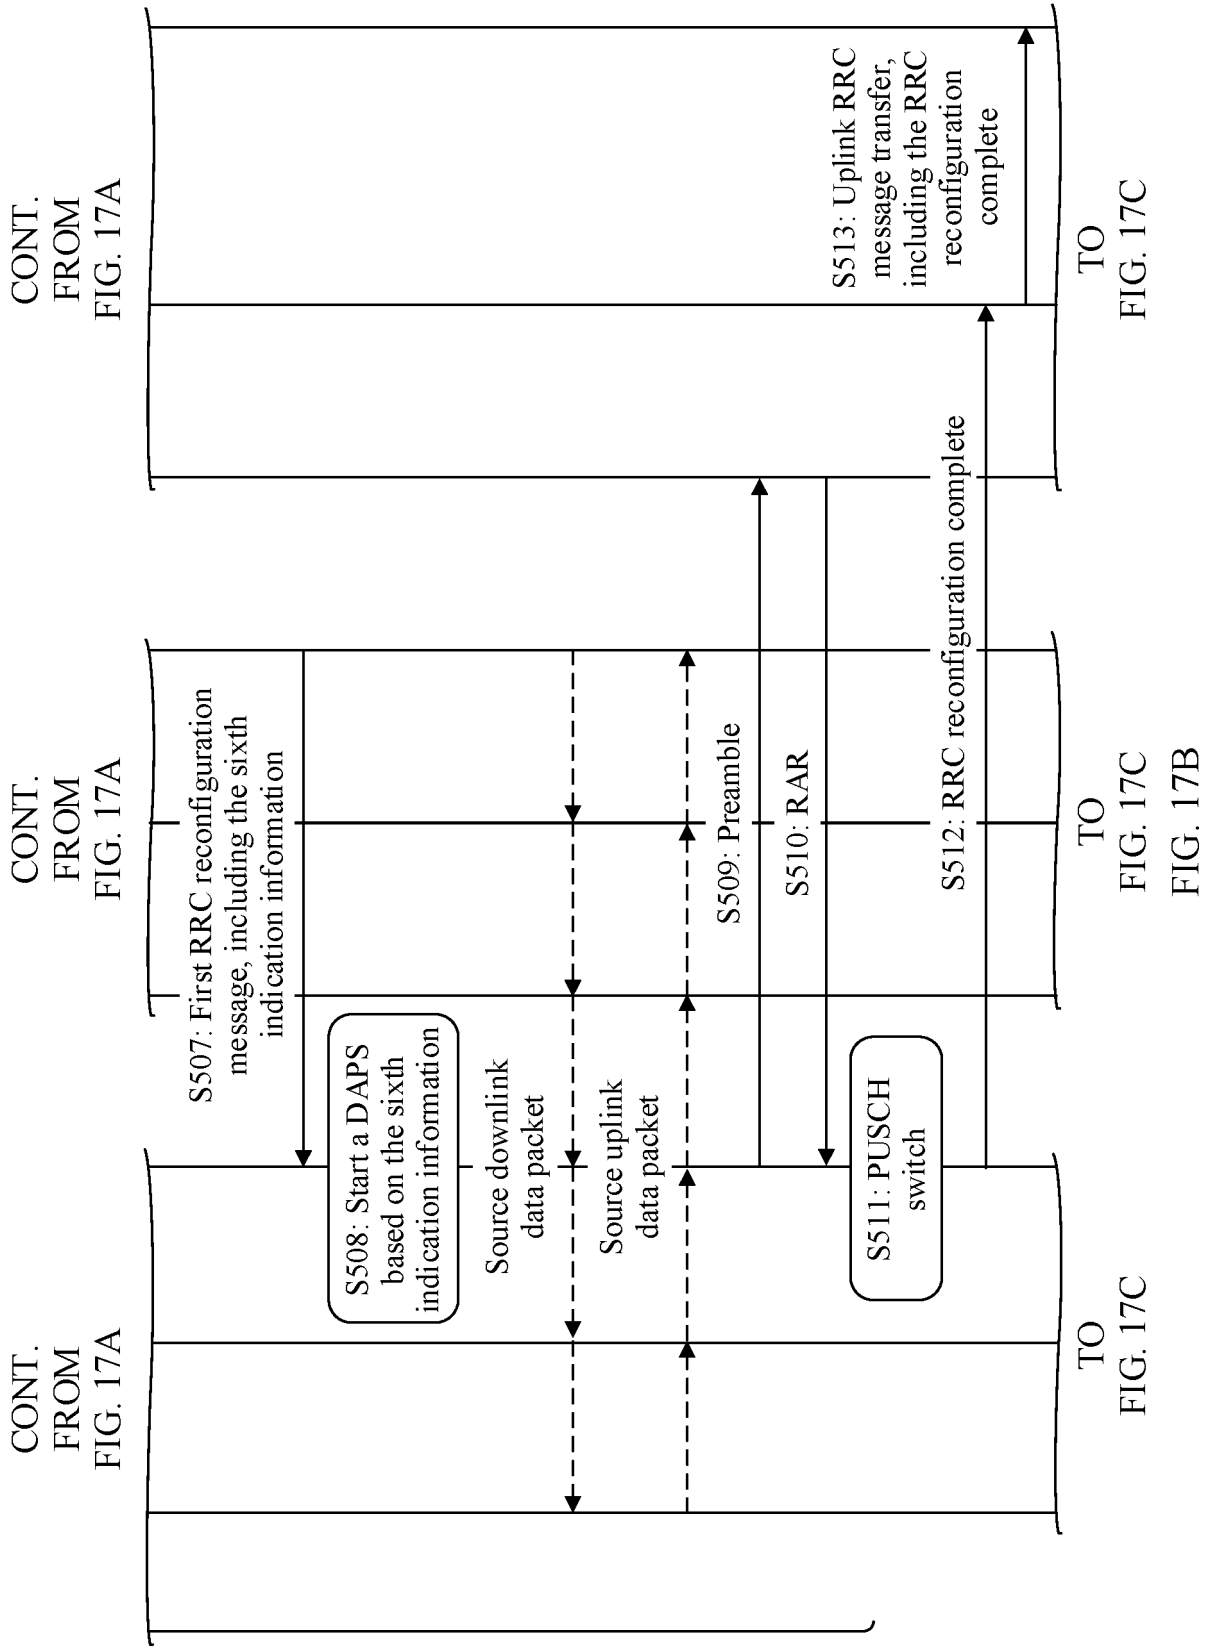 CONT.
FROM
FIG. 17A
CONT.
FROM
FIG. 17A
CONT.
FROM
FIG. 17A
S507: First RRC reconfiguration
message, including the sixth
indication information
S508: Start a DAPS
based on the sixth
indication information
Source downlink
data packet
Source uplink
data packet
S509: Preamble
S510: RAR
S511: PUSCH
switch
S512: RRC reconfiguration complete
S513: Uplink RRC
message transfer,
including the RRC
reconfiguration
complete
TO
FIG. 17C
TO
FIG. 17C
TO
FIG. 17C
FIG. 17B